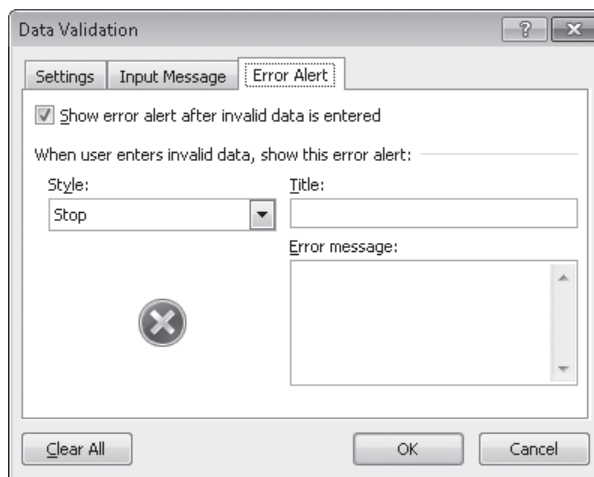 Data Validation
Settings Input Message Error Alert
Show error alert after invalid data is entered
When user enters invalid data, show this error alert:
Style: Title:
Stop
Error message:
Clear All OK Cancel